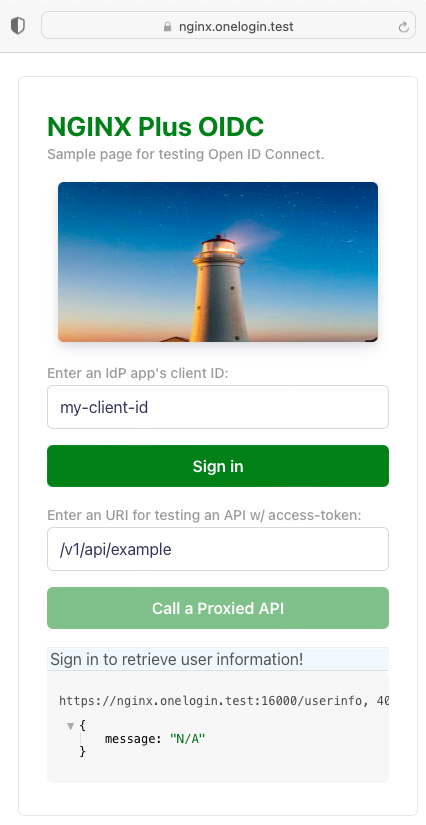 nginx.onelogin.test
NGINX Plus OIDC
Sample page for testing Open ID Connect.
Enter an IdP app's client ID:
my-client-id
Sign in
Enter an URI for testing an API w/ access-token:
/v1/api/example
Call a Proxied API
Sign in to retrieve user information!
https://nginx.onelogin.test:16000/userinfo, 40
{
message: "N/A"
}